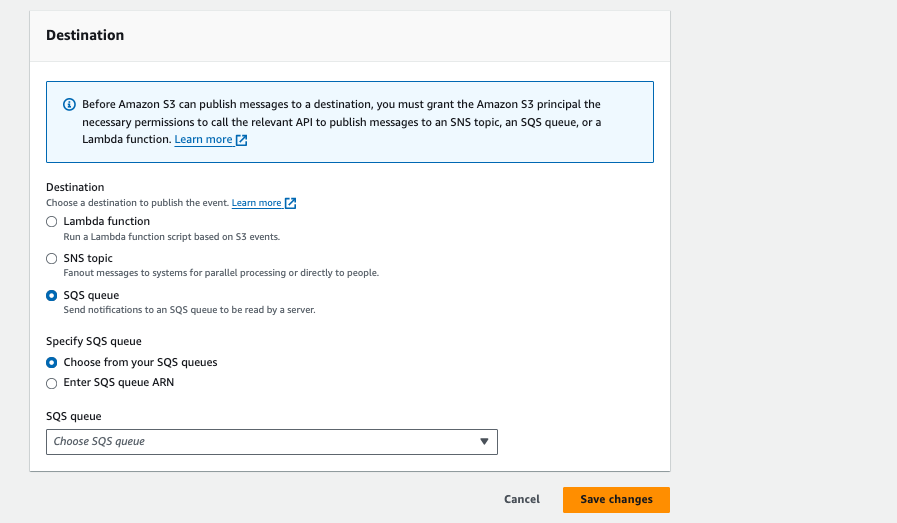 Destination
Before Amazon S3 can publish messages to a destination, you must grant the Amazon S3 principal the
necessary permissions to call the relevant API to publish messages to an SNS topic, an SQS queue, or a
Lambda function. Learn more
Destination
Choose a destination to publish the event. Learn more
Lambda function
Run a Lambda function script based on S3 events.
SNS topic
Fanout messages to systems for parallel processing or directly to people.
SQS queue
Send notifications to an SQS queue to be read by a server.
Specify SQS queue
Choose from your SQS queues
Enter SQS queue ARN
SQS queue
Choose SQS queue
Cancel Save changes